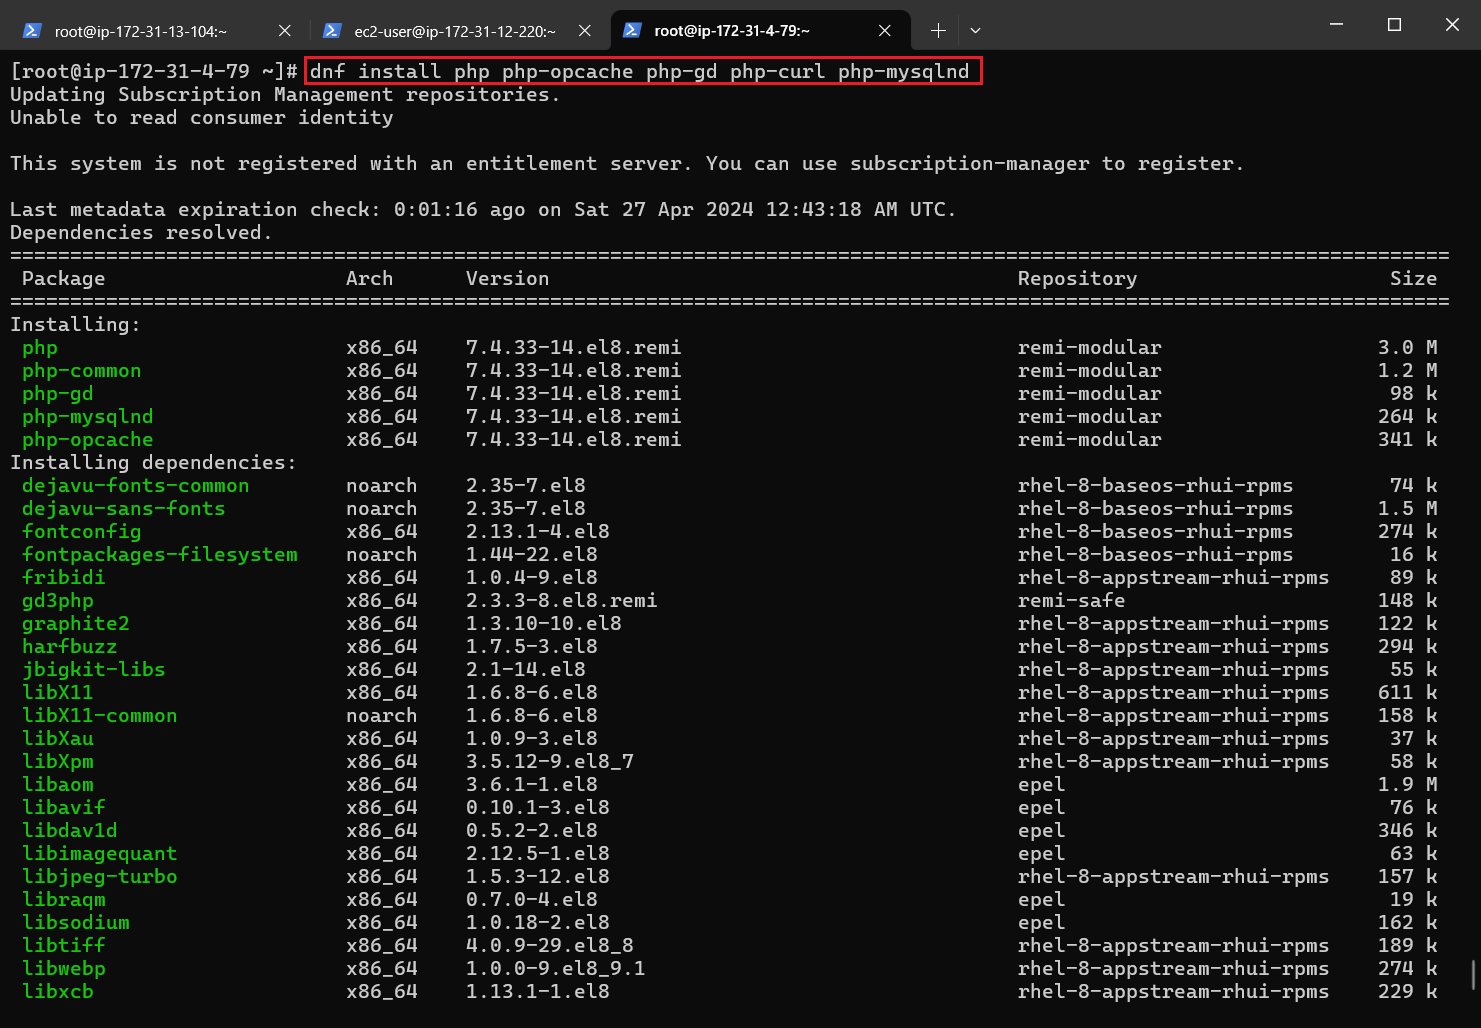 root@ip-172-31-13-104:~ ec2-user@ip-172-31-12-220:~ root@ip-172-31-4-79:~
[root@ip-172-31-4-79 ~]# dnf install php php-opcache php-gd php-curl php-mysqlnd
Updating Subscription Management repositories.
Unable to read consumer identity
This system is not registered with an entitlement server. You can use subscription-manager to register.
Last metadata expiration check: 0:01:16 ago on Sat 27 Apr 2024 12:43:18 AM UTC.
Dependencies resolved.
========================================================================================================================
Package Arch Version Repository Size
========================================================================================================================
Installing:
php x86_64 7.4.33-14.el8.remi remi-modular 3.0 M
php-common x86_64 7.4.33-14.el8.remi remi-modular 1.2 M
php-gd x86_64 7.4.33-14.el8.remi remi-modular 98 k
php-mysqlnd x86_64 7.4.33-14.el8.remi remi-modular 264 k
php-opcache x86_64 7.4.33-14.el8.remi remi-modular 341 k
Installing dependencies:
dejavu-fonts-common noarch 2.35-7.el8 rhel-8-baseos-rhui-rpms 74 k
dejavu-sans-fonts noarch 2.35-7.el8 rhel-8-baseos-rhui-rpms 1.5 M
fontconfig x86_64 2.13.1-4.el8 rhel-8-baseos-rhui-rpms 274 k
fontpackages-filesystem noarch 1.44-22.el8 rhel-8-baseos-rhui-rpms 16 k
fribidi x86_64 1.0.4-9.el8 rhel-8-appstream-rhui-rpms 89 k
gd3php x86_64 2.3.3-8.el8.remi remi-safe 148 k
graphite2 x86_64 1.3.10-10.el8 rhel-8-appstream-rhui-rpms 122 k
harfbuzz x86_64 1.7.5-3.el8 rhel-8-appstream-rhui-rpms 294 k
jbigkit-libs x86_64 2.1-14.el8 rhel-8-appstream-rhui-rpms 55 k
libX11 x86_64 1.6.8-6.el8 rhel-8-appstream-rhui-rpms 611 k
libX11-common noarch 1.6.8-6.el8 rhel-8-appstream-rhui-rpms 158 k
libXau x86_64 1.0.9-3.el8 rhel-8-appstream-rhui-rpms 37 k
libXpm x86_64 3.5.12-9.el8_7 rhel-8-appstream-rhui-rpms 58 k
libaom x86_64 3.6.1-1.el8 epel 1.9 M
libavif x86_64 0.10.1-3.el8 epel 76 k
libdav1d x86_64 0.5.2-2.el8 epel 346 k
libimagequant x86_64 2.12.5-1.el8 epel 63 k
libjpeg-turbo x86_64 1.5.3-12.el8 rhel-8-appstream-rhui-rpms 157 k
libraqm x86_64 0.7.0-4.el8 epel 19 k
libsodium x86_64 1.0.18-2.el8 epel 162 k
libtiff x86_64 4.0.9-29.el8_8 rhel-8-appstream-rhui-rpms 189 k
libwebp x86_64 1.0.0-9.el8_9.1 rhel-8-appstream-rhui-rpms 274 k
libxcb x86_64 1.13.1-1.el8 rhel-8-appstream-rhui-rpms 229 k